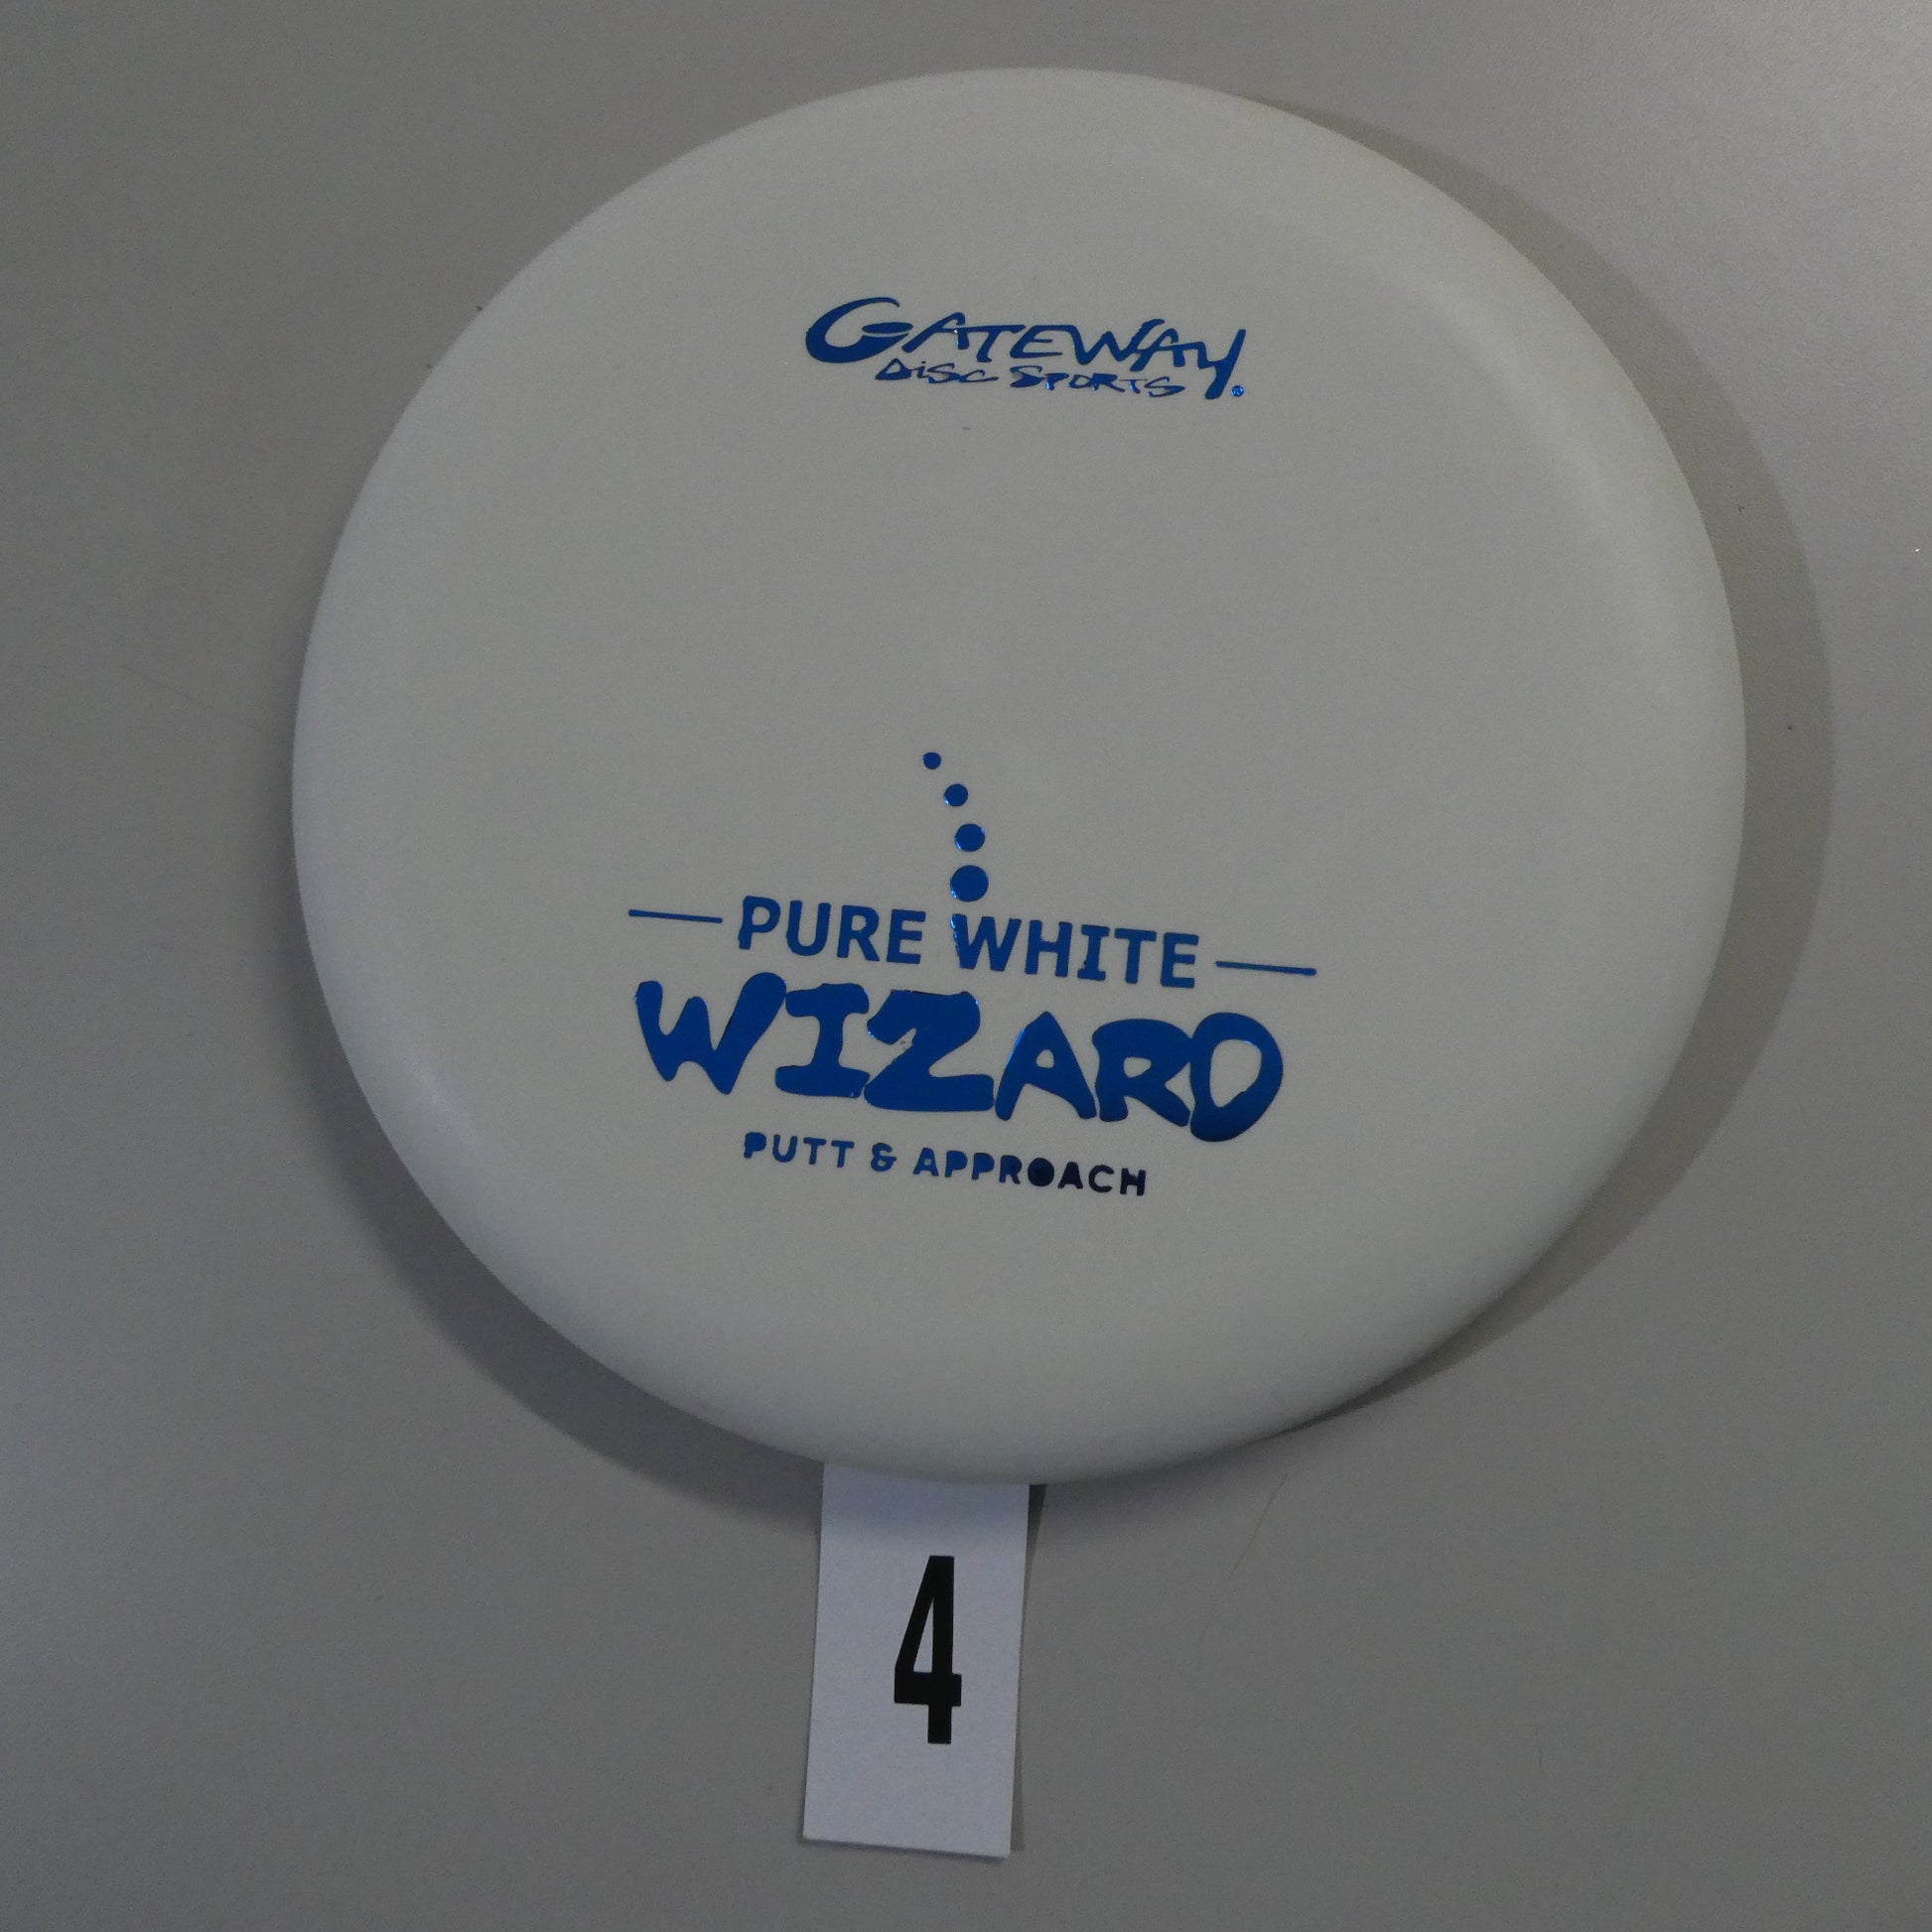 GATEWAY®
DISC SPORTS
PURE WHITE
WIZARD
PUTT & APPROACH
4